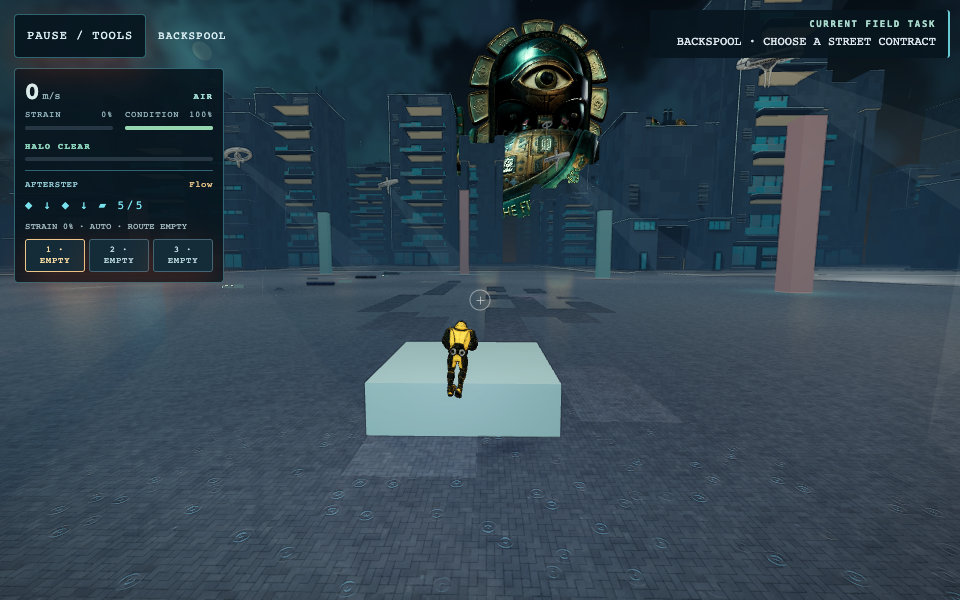 PAUSE / TOOLS
BACKSPOOL
CURRENT FIELD TASK
BACKSPOOL · CHOOSE A STREET CONTRACT
0 m/s
AIR
STRAIN 0%
CONDITION 100%
HALO CLEAR
AFTERSTEP
Flow
◆ ↓ ◆ ↓ ▰ 5/5
STRAIN 0% · AUTO · ROUTE EMPTY
1 · EMPTY
2 · EMPTY
3 · EMPTY